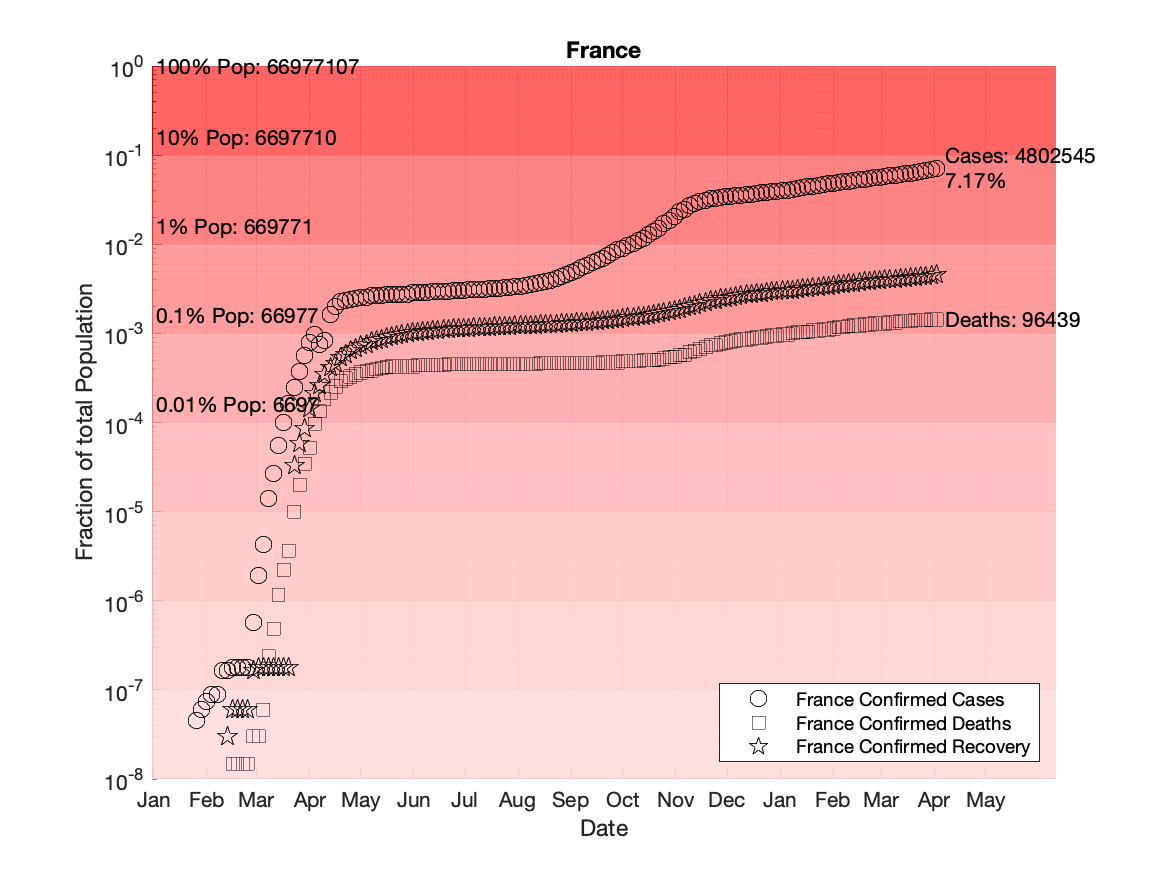 France
10^0
10^-1
10^-2
10^-3
10^-4
10^-5
10^-6
10^-7
10^-8
Fraction of total Population
100% Pop: 66977107
10% Pop: 6697710
1% Pop: 669771
0.1% Pop: 66977
0.01% Pop: 6697
Cases: 4802545
7.17%
Deaths: 96439
France Confirmed Cases
France Confirmed Deaths
France Confirmed Recovery
Jan Feb Mar Apr May Jun Jul Aug Sep Oct Nov Dec Jan Feb Mar Apr May
Date